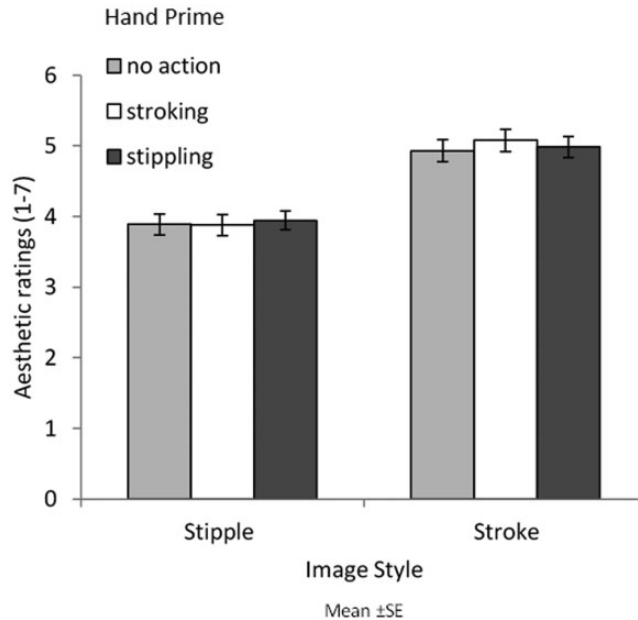 Hand Prime
no action
stroking
stippling
Aesthetic ratings (1-7)
6
5
4
3
2
1
0
Stipple
Stroke
Image Style
Mean ±SE